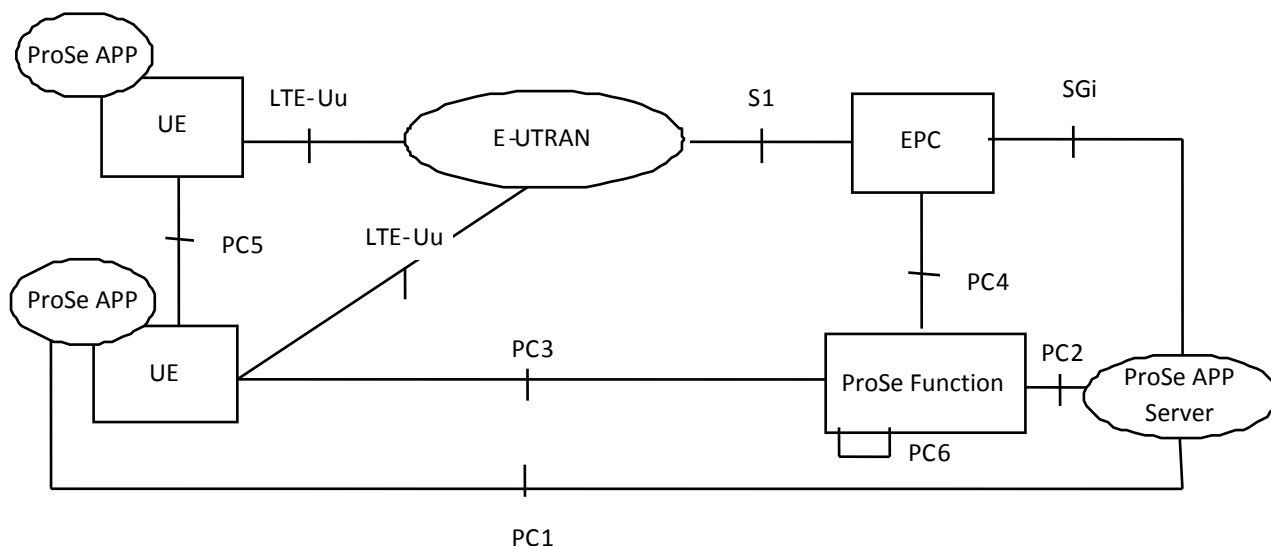 ProSe APP
UE
LTE-Uu
E-UTRAN
S1
EPC
SGi
LTE-Uu
PC5
PC4
ProSe APP
UE
PC3
ProSe Function
PC2
ProSe APP
Server
PC6
PC1